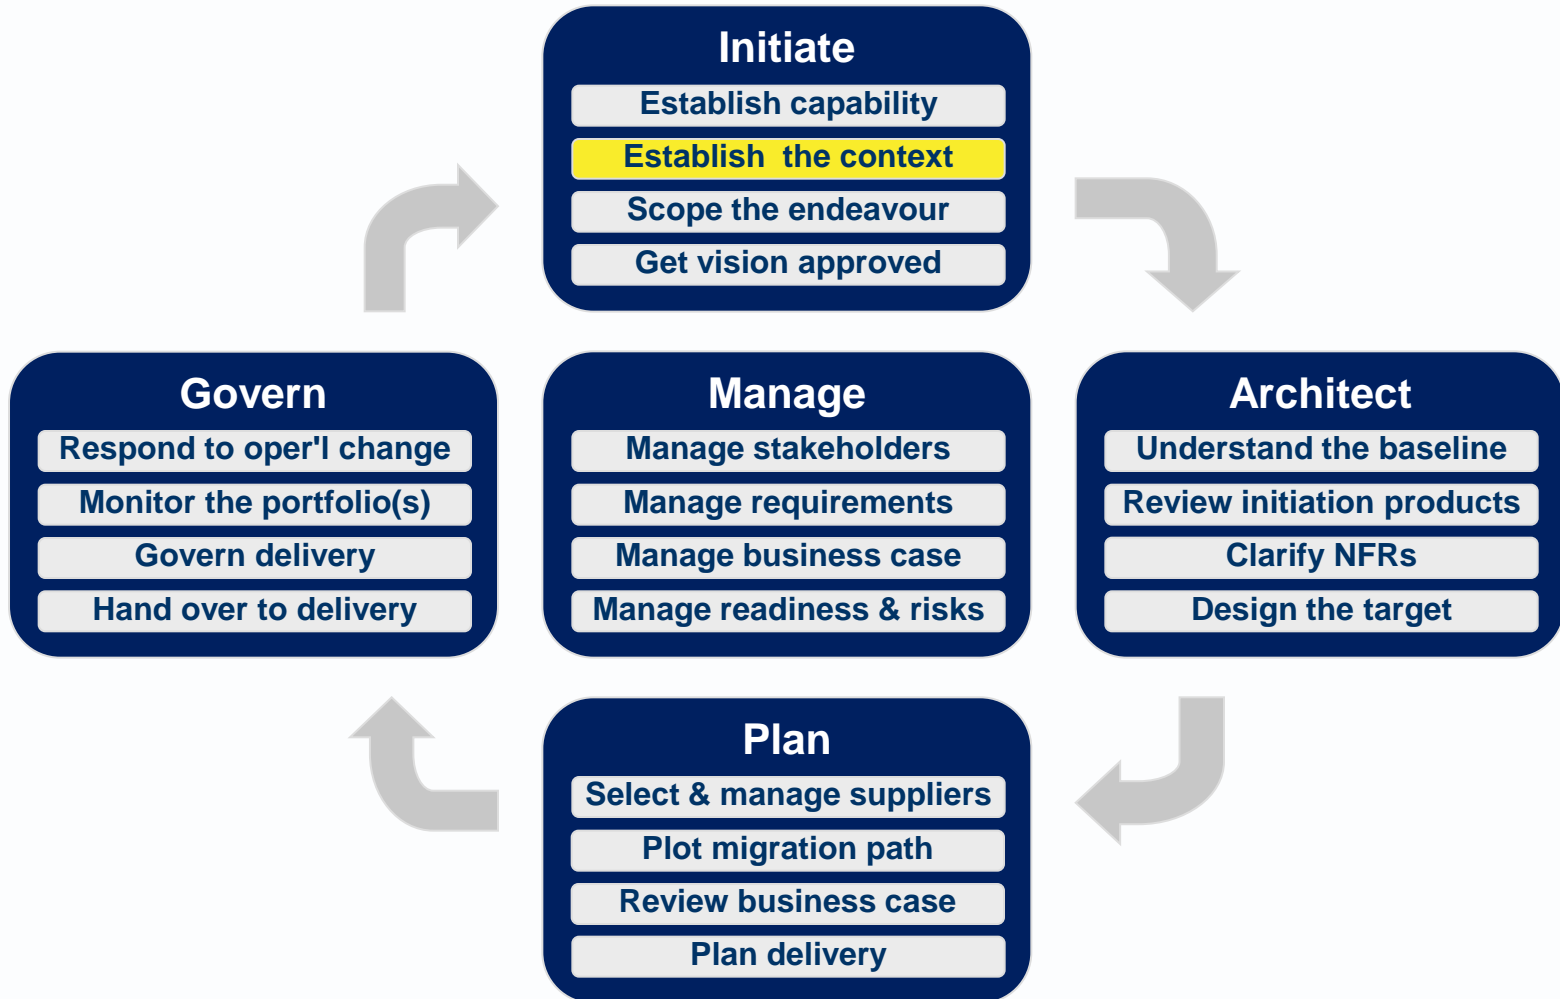 Initiate
Establish capability
Establish  the context
Scope the endeavour
Get vision approved
Govern
Respond to oper'l change
Monitor the portfolio(s)
Govern delivery
Hand over to delivery
Manage
Manage stakeholders
Manage requirements
Manage business case
Manage readiness & risks
Architect
Understand the baseline
Review initiation products
Clarify NFRs
Design the target
Plan
Select & manage suppliers
Plot migration path
Review business case
Plan delivery